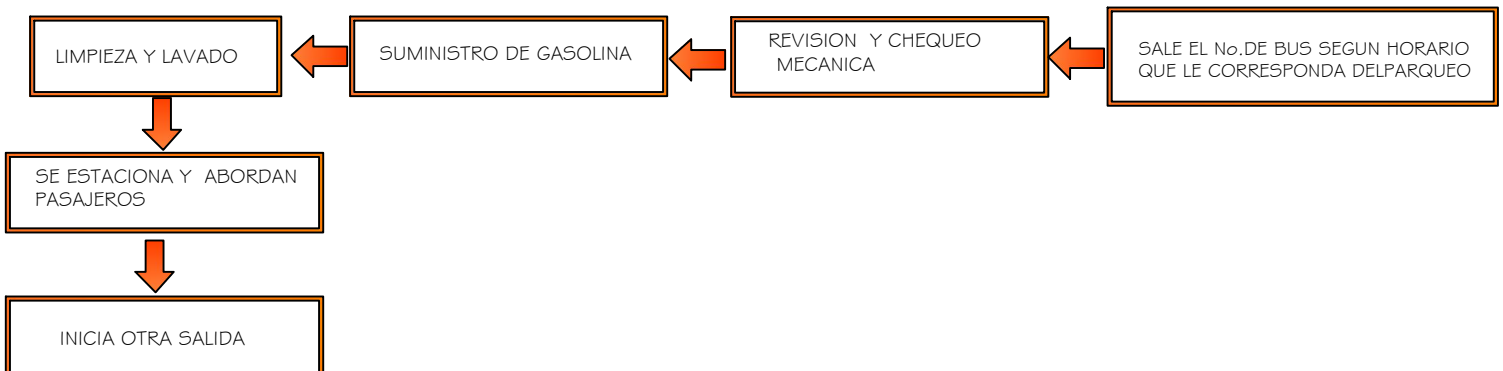 LIMPIEZA Y LAVADO
SUMINISTRO DE GASOLINA
REVISION Y CHEQUEO
MECANICA
SALE EL No.DE BUS SEGUN HORARIO
QUE LE CORRESPONDA DELPARQUEO
SE ESTACIONA Y ABORDAN
PASAJEROS
INICIA OTRA SALIDA